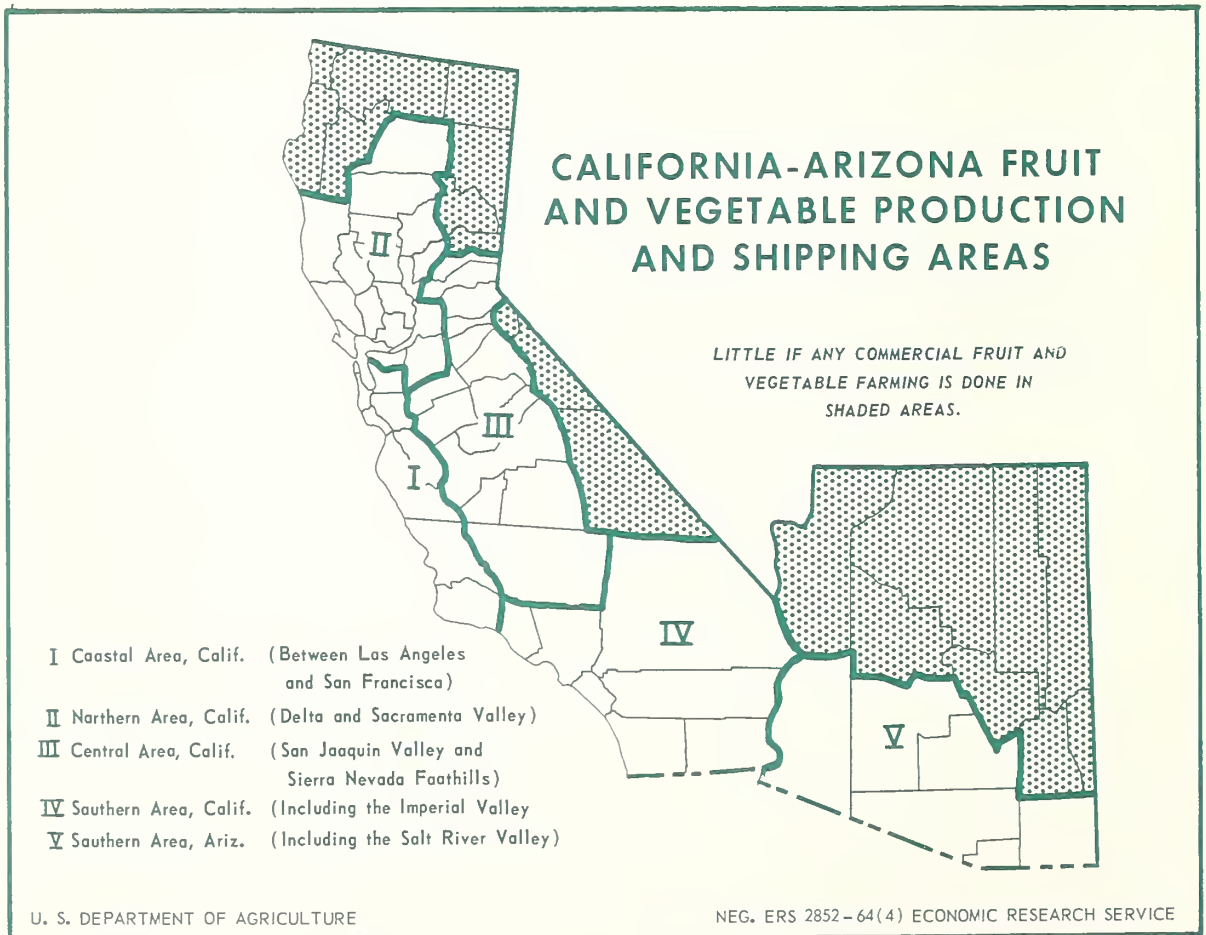 CALIFORNIA-ARIZONA FRUIT
AND VEGETABLE PRODUCTION
AND SHIPPING AREAS
LITTLE IF ANY COMMERCIAL FRUIT AND
VEGETABLE FARMING IS DONE IN
SHADED AREAS.
II
III
I
IV
V
I Caastal Area, Calif. (Between Las Angeles
and San Francisca)
II Narthern Area, Calif. (Delta and Sacramenta Valley)
III Central Area, Calif. (San Jaaquin Valley and
Sierra Nevada Faathills)
IV Sauthern Area, Calif. (Including the Imperial Valley
V Sauthern Area, Ariz. (Including the Salt River Valley)
U. S. DEPARTMENT OF AGRICULTURE
NEG. ERS 2852-64(4) ECONOMIC RESEARCH SERVICE